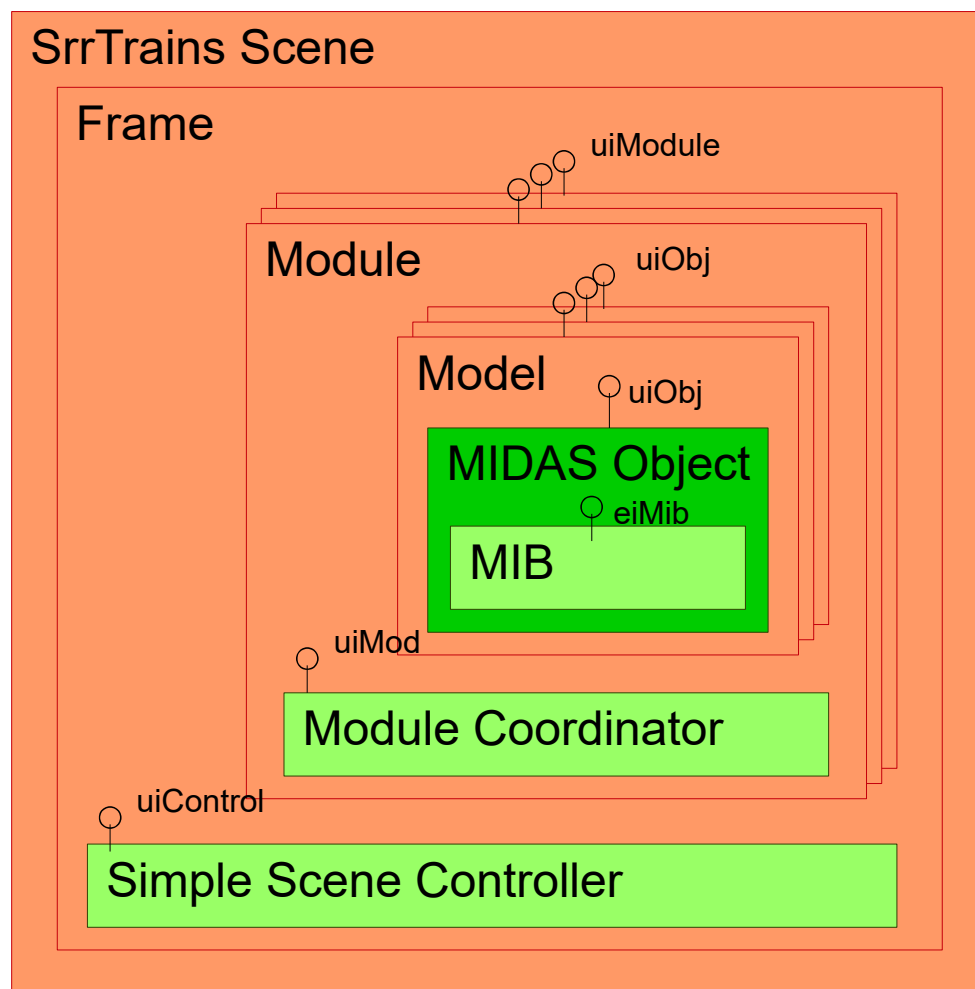 SrrTrains Scene
Frame
uiModule
Module
uiObj
Model
uiObj
MIDAS Object
eiMib
MIB
uiMod
Module Coordinator
uiControl
Simple Scene Controller